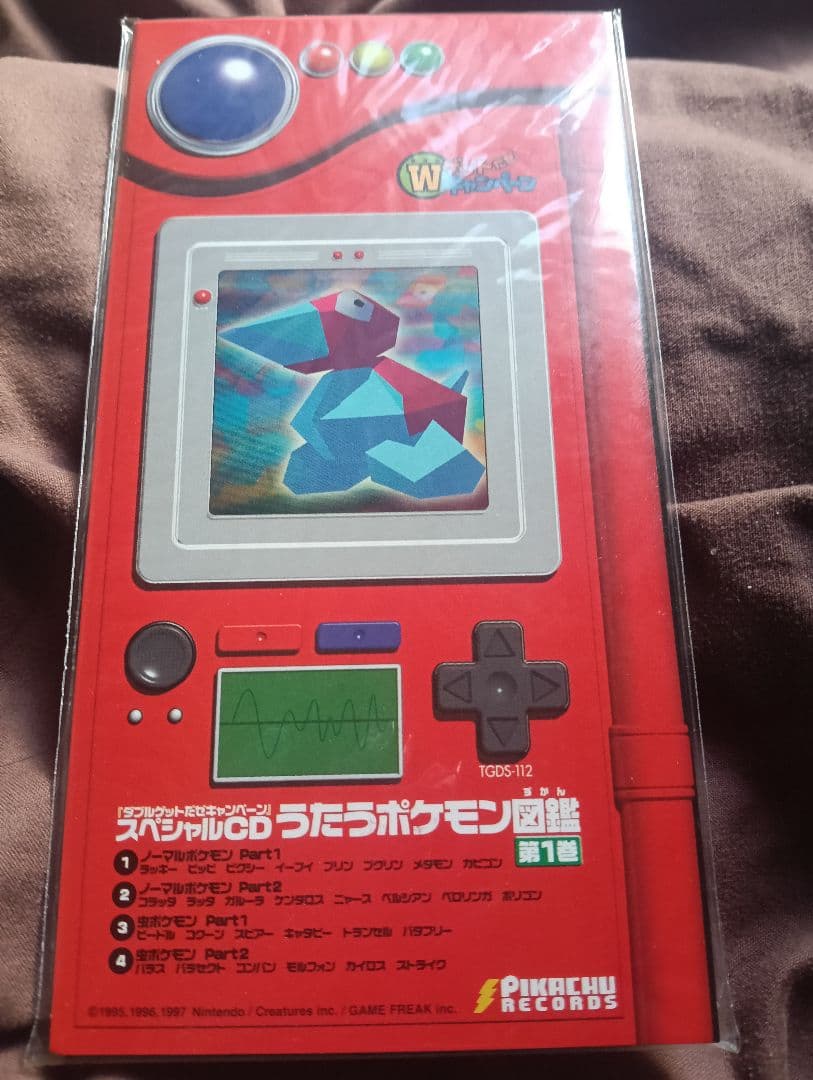 W ゲットだぜ
キャンペーン
TGDS-112
『ダブルゲットだぜキャンペーン』
スペシャルCD うたうポケモン図鑑
ずかん
第1巻
1 ノーマルポケモン Part1
ラッキー ピッピ ピクシー イーブイ プリン プクリン メタモン カビゴン
2 ノーマルポケモン Part2
コラッタ ラッタ ガルーラ ケンタロス ニャース ペルシアン ベロリンガ ポリゴン
3 虫ポケモン Part1
ビードル コクーン スピアー キャタピー トランセル バタフリー
4 虫ポケモン Part2
パラス パラセクト コンパン モルフォン カイロス ストライク
PIKACHU
RECORDS
©1995,1996,1997 Nintendo / Creatures inc. / GAME FREAK inc.